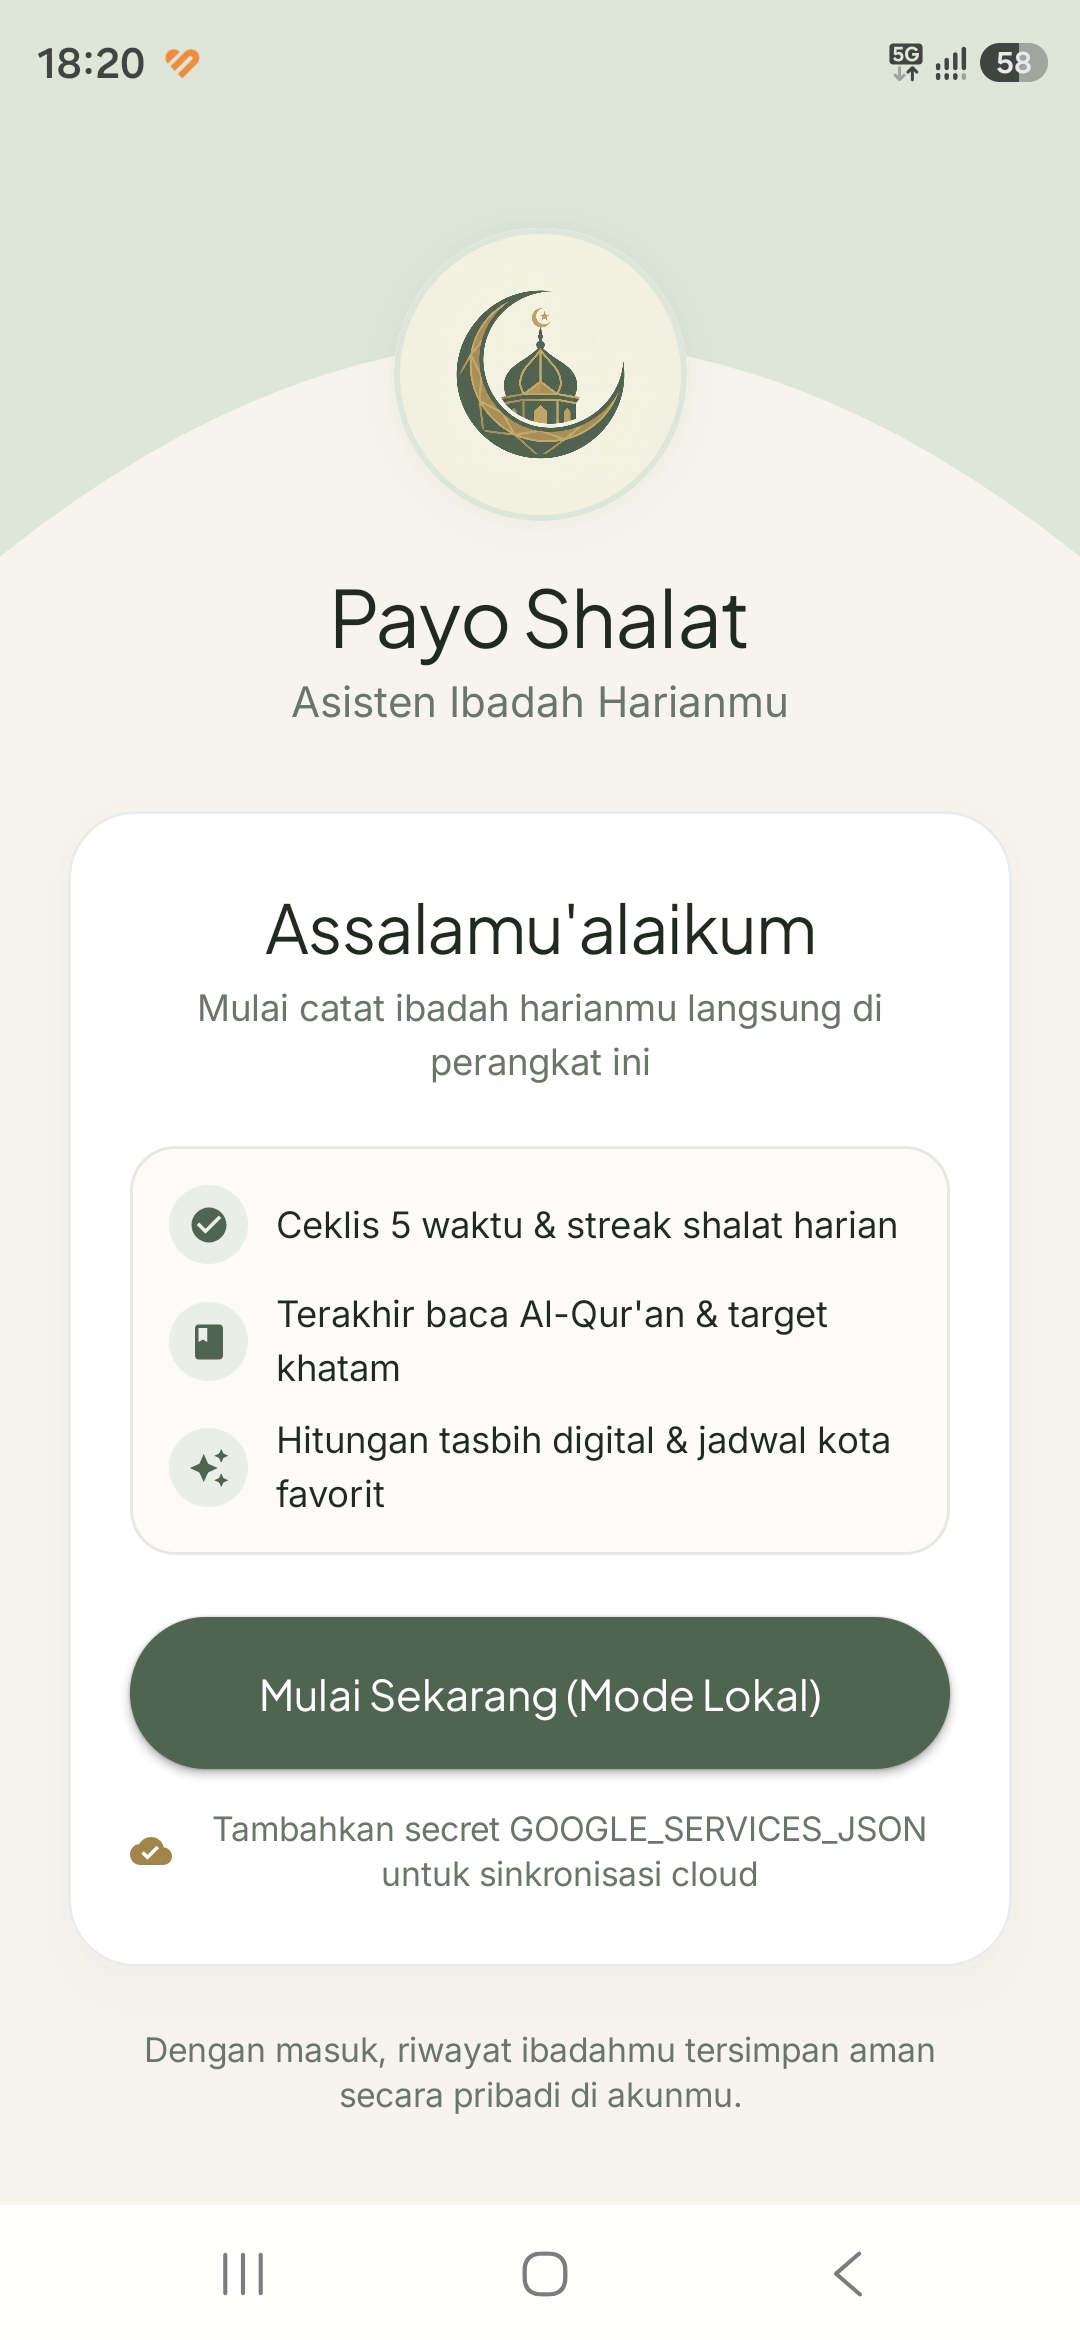 18:20
5G
58
Payo Shalat
Asisten Ibadah Harianmu
Assalamu'alaikum
Mulai catat ibadah harianmu langsung di
perangkat ini
Ceklis 5 waktu & streak shalat harian
Terakhir baca Al-Qur'an & target
khatam
Hitungan tasbih digital & jadwal kota
favorit
Mulai Sekarang (Mode Lokal)
Tambahkan secret GOOGLE_SERVICES_JSON
untuk sinkronisasi cloud
Dengan masuk, riwayat ibadahmu tersimpan aman
secara pribadi di akunmu.